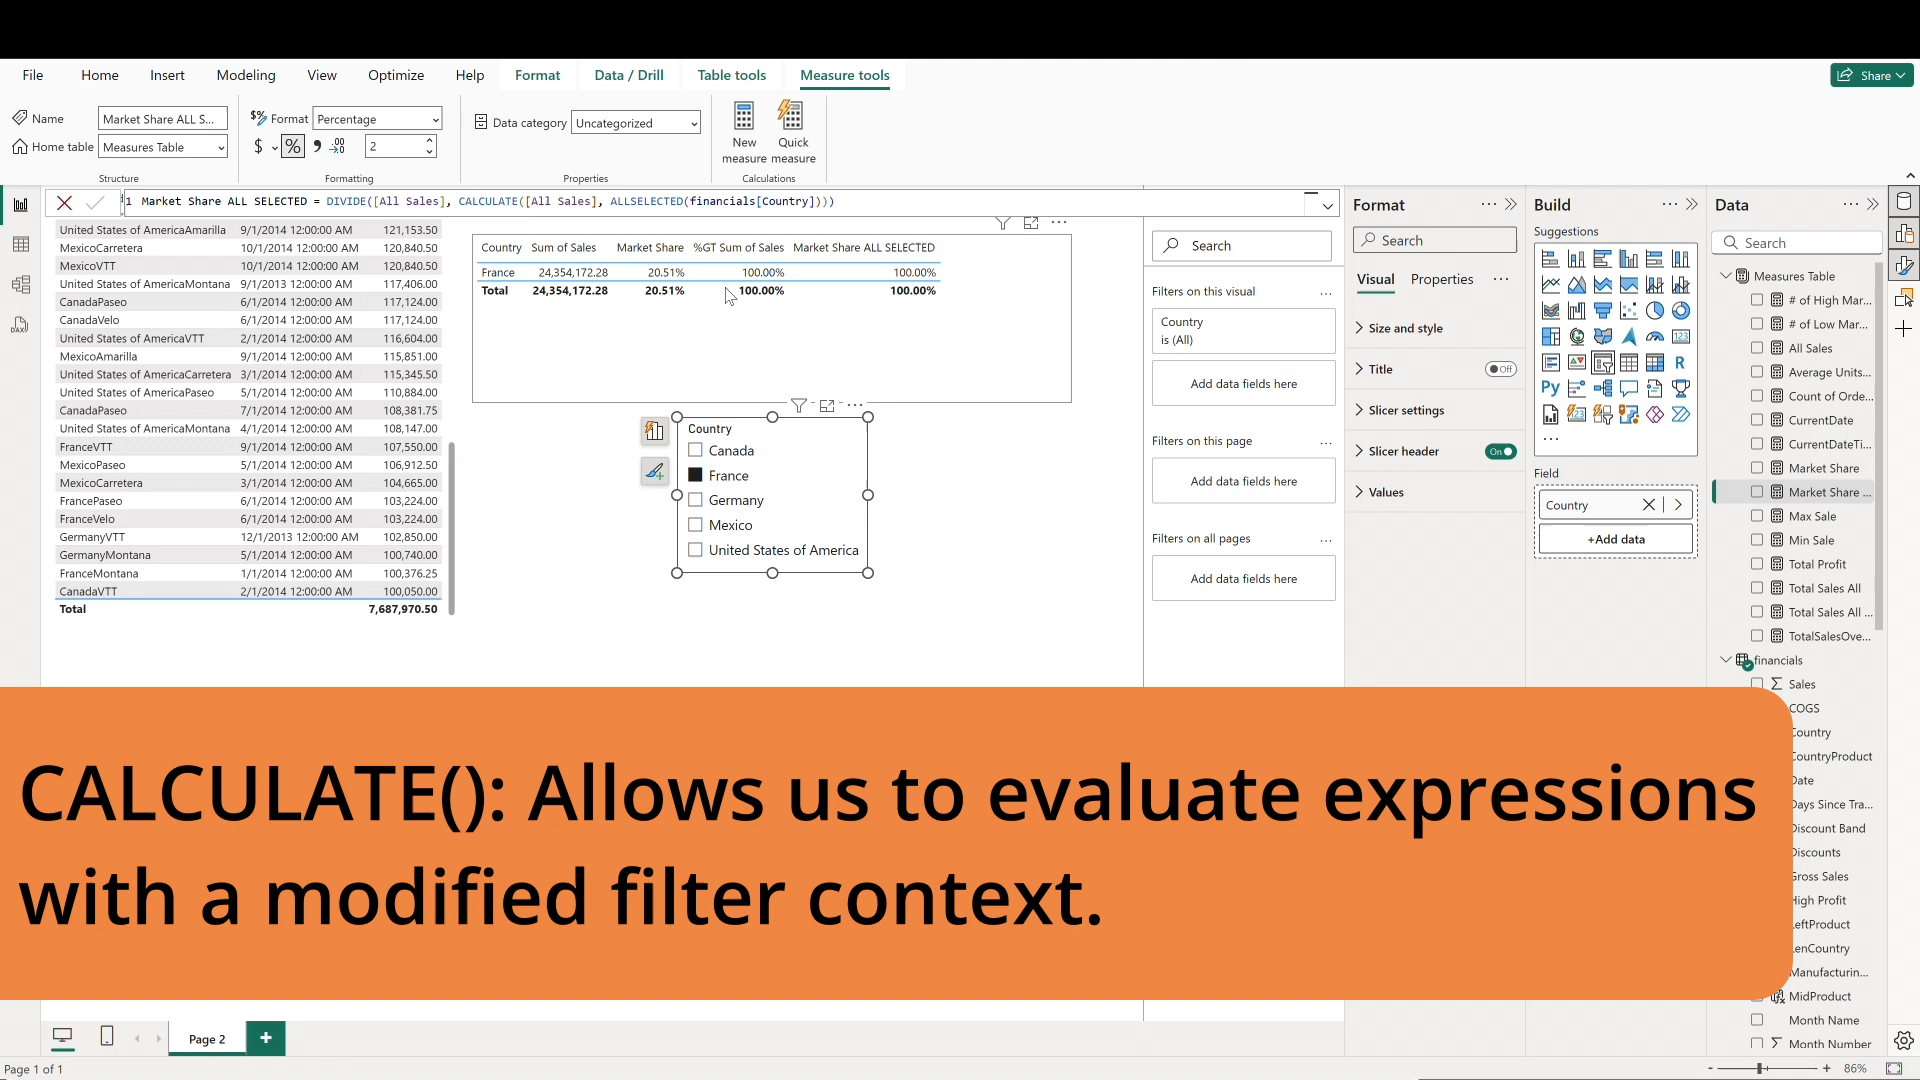 File Home Insert Modeling View Optimize Help Format Data / Drill Table tools Measure tools Share
Name Market Share ALL S... Format Percentage Data category Uncategorized New measure Quick measure
Home table Measures Table $ % 2
Structure Formatting Properties Calculations
1 Market Share ALL SELECTED = DIVIDE([All Sales], CALCULATE([All Sales], ALLSELECTED(financials[Country])))
United States of AmericaAmarilla 9/1/2014 12:00:00 AM 121,153.50
MexicoCarretera 10/1/2014 12:00:00 AM 120,840.50
MexicoVTT 10/1/2014 12:00:00 AM 120,840.50
United States of AmericaMontana 9/1/2013 12:00:00 AM 117,406.00
CanadaPaseo 6/1/2014 12:00:00 AM 117,124.00
CanadaVelo 6/1/2014 12:00:00 AM 117,124.00
United States of AmericaVTT 2/1/2014 12:00:00 AM 116,604.00
MexicoAmarilla 9/1/2014 12:00:00 AM 115,851.00
United States of AmericaCarretera 3/1/2014 12:00:00 AM 115,345.50
United States of AmericaPaseo 5/1/2014 12:00:00 AM 110,884.00
CanadaPaseo 7/1/2014 12:00:00 AM 108,381.75
United States of AmericaMontana 4/1/2014 12:00:00 AM 108,147.00
FranceVTT 9/1/2014 12:00:00 AM 107,550.00
MexicoPaseo 5/1/2014 12:00:00 AM 106,912.50
MexicoCarretera 3/1/2014 12:00:00 AM 104,665.00
FrancePaseo 6/1/2014 12:00:00 AM 103,224.00
FranceVelo 6/1/2014 12:00:00 AM 103,224.00
GermanyVTT 12/1/2013 12:00:00 AM 102,850.00
GermanyMontana 5/1/2014 12:00:00 AM 100,740.00
FranceMontana 1/1/2014 12:00:00 AM 100,376.25
CanadaVTT 2/1/2014 12:00:00 AM 100,050.00
Total 7,687,970.50
Country Sum of Sales Market Share %GT Sum of Sales Market Share ALL SELECTED
France 24,354,172.28 20.51% 100.00% 100.00%
Total 24,354,172.28 20.51% 100.00% 100.00%
Country
Canada
France
Germany
Mexico
United States of America
Search
Filters on this visual ...
Country
is (All)
Add data fields here
Filters on this page ...
Add data fields here
Filters on all pages ...
Add data fields here
Format ...
Search
Visual Properties ...
Size and style
Title Off
Slicer settings
Slicer header On
Values
Build ...
Suggestions
123
R
Py
...
Field
Country
+Add data
Data ...
Search
Measures Table
# of High Mar...
# of Low Mar...
All Sales
Average Units...
Count of Orde...
CurrentDate
CurrentDateTi...
Market Share
Market Share ...
Max Sale
Min Sale
Total Profit
Total Sales All
Total Sales All ...
TotalSalesOve...
financials
Sales
COGS
Country
CountryProduct
Date
Days Since Tra...
Discount Band
Discounts
Gross Sales
High Profit
LeftProduct
LenCountry
Manufacturin...
MidProduct
Month Name
Month Number
CALCULATE(): Allows us to evaluate expressions
with a modified filter context.
Page 2 +
Page 1 of 1 - + 86%